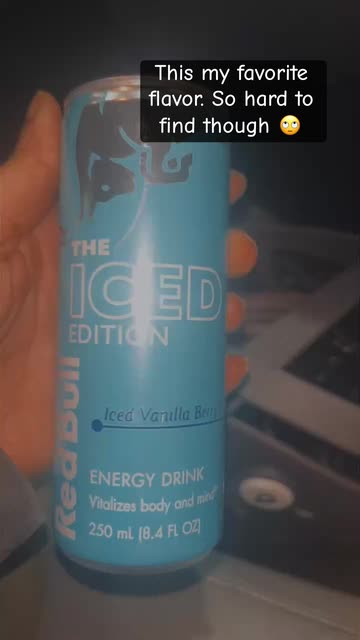 This my favorite
flavor. So hard to
find though 🙄
THE
ICED
EDITION
Red Bull
Iced Vanilla Berry
ENERGY DRINK
Vitalizes body and mind®
250 mL (8.4 FL OZ)